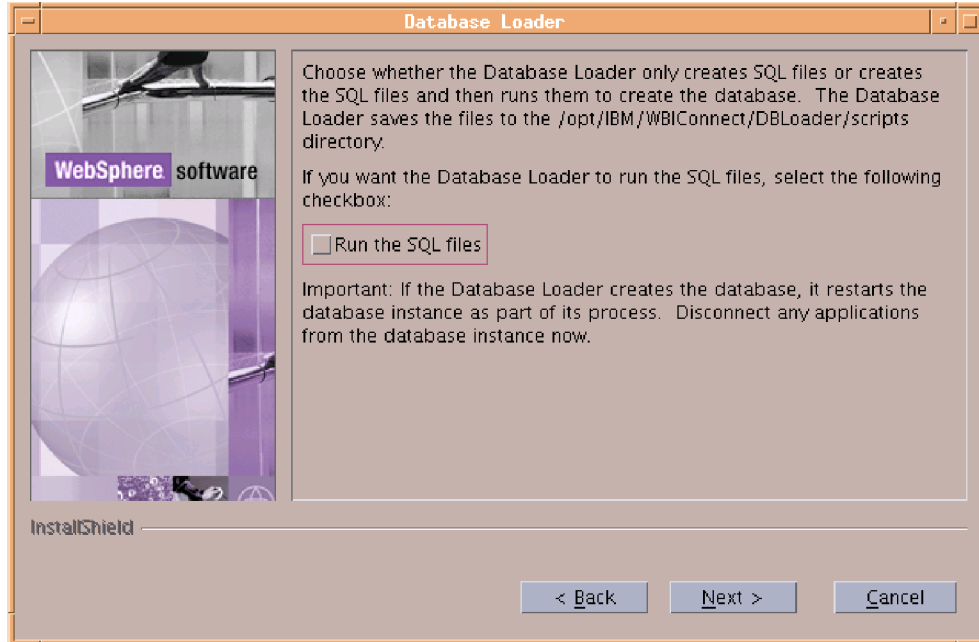 Database Loader
WebSphere software
Choose whether the Database Loader only creates SQL files or creates
the SQL files and then runs them to create the database. The Database
Loader saves the files to the /opt/IBM/WBIConnect/DBLoader/scripts
directory.
If you want the Database Loader to run the SQL files, select the following
checkbox:
Run the SQL files
Important: If the Database Loader creates the database, it restarts the
database instance as part of its process. Disconnect any applications
from the database instance now.
InstallShield
< Back
Next >
Cancel